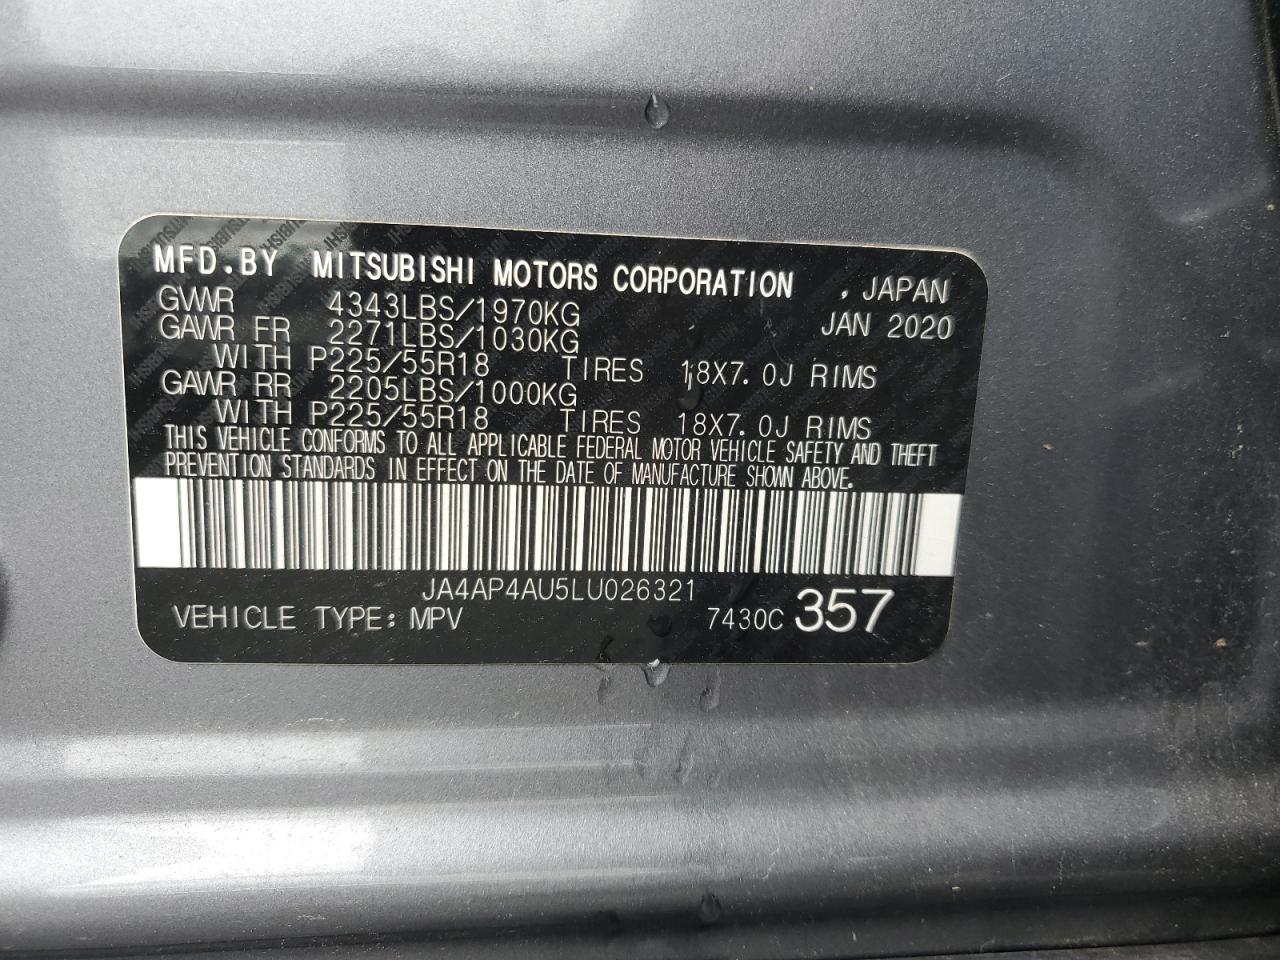 MFD.BY MITSUBISHI MOTORS CORPORATION , JAPAN
GVWR 4343LBS/1970KG JAN 2020
GAWR FR 2271LBS/1030KG
WITH P225/55R18 TIRES 18X7.0J RIMS
GAWR RR 2205LBS/1000KG
WITH P225/55R18 TIRES 18X7.0J RIMS
THIS VEHICLE CONFORMS TO ALL APPLICABLE FEDERAL MOTOR VEHICLE SAFETY AND THEFT
PREVENTION STANDARDS IN EFFECT ON THE DATE OF MANUFACTURE SHOWN ABOVE.
JA4AP4AU5LU026321
VEHICLE TYPE: MPV 7430C 357